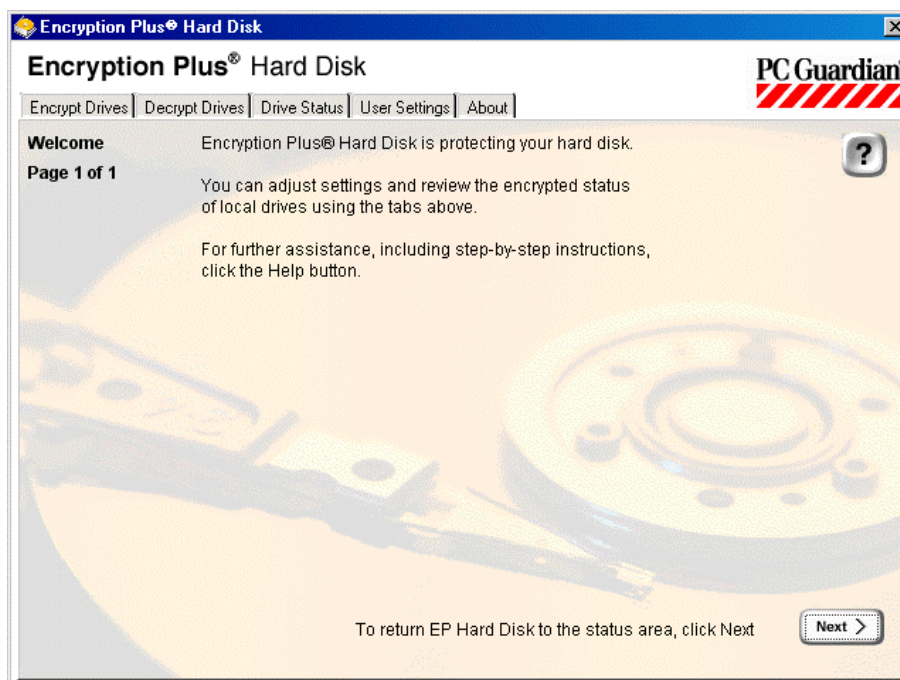 Encryption Plus® Hard Disk
Encryption Plus® Hard Disk
PC Guardian
Encrypt Drives Decrypt Drives Drive Status User Settings About
Welcome
Page 1 of 1
Encryption Plus® Hard Disk is protecting your hard disk.
You can adjust settings and review the encrypted status
of local drives using the tabs above.
For further assistance, including step-by-step instructions,
click the Help button.
?
To return EP Hard Disk to the status area, click Next
Next >